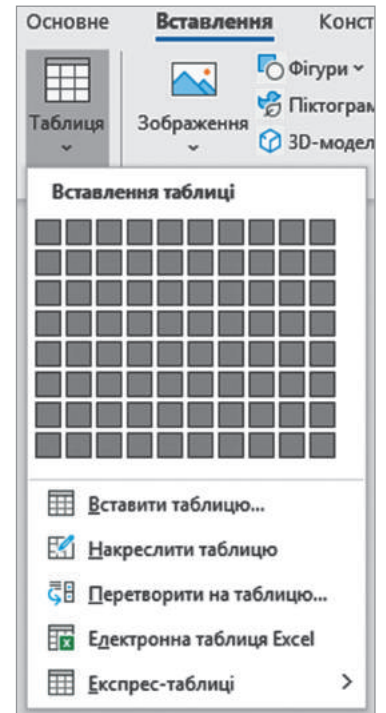 Основне Вставлення Конст
Таблиця
Зображення
Фігури
Піктограм
3D-модел
Вставлення таблиці
Вставити таблицю...
Накреслити таблицю
Перетворити на таблицю...
Електронна таблиця Excel
Експрес-таблиці